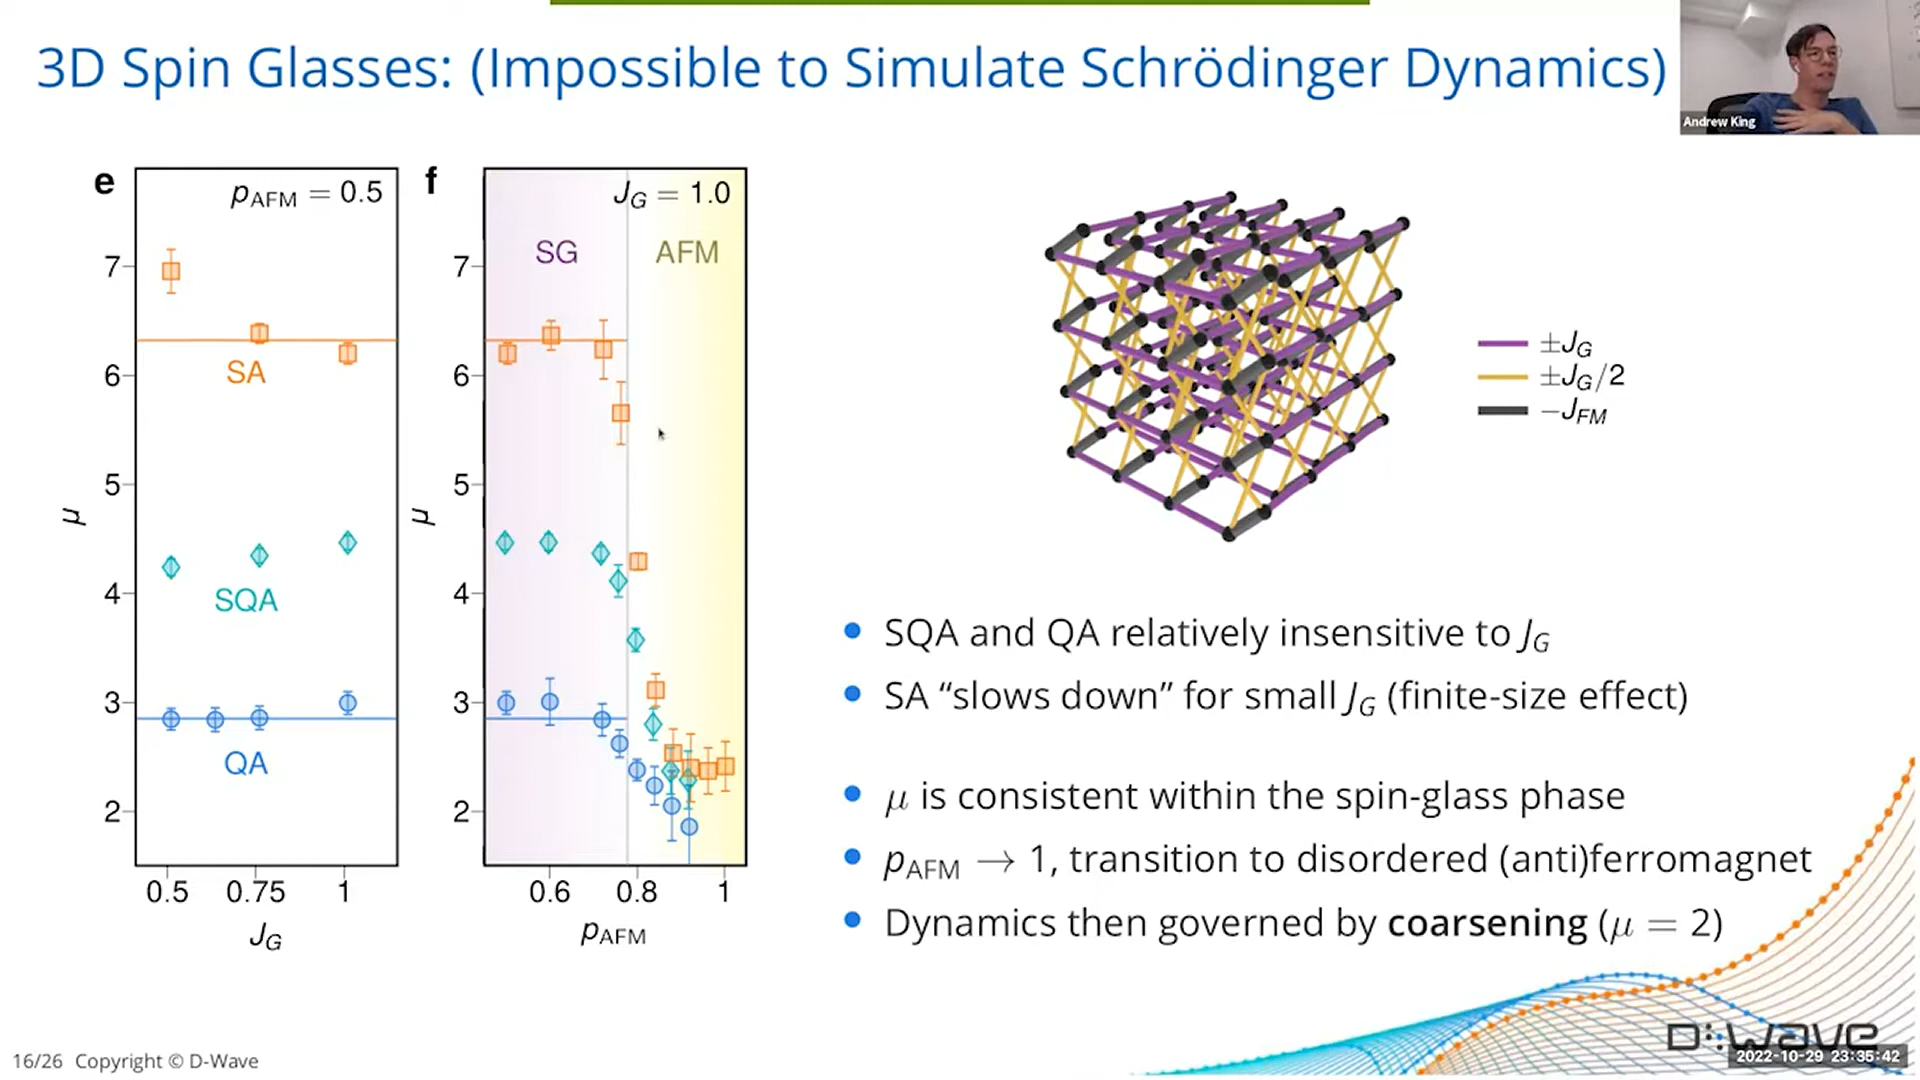 3D Spin Glasses: (Impossible to Simulate Schrödinger Dynamics)
Andrew King
e
p_AFM = 0.5
7
6
5
4
3
2
μ
SA
SQA
QA
0.5 0.75 1
J_G
f
J_G = 1.0
SG AFM
7
6
5
4
3
2
μ
0.6 0.8 1
p_AFM
±J_G
±J_G/2
−J_FM
• SQA and QA relatively insensitive to J_G
• SA “slows down” for small J_G (finite-size effect)
• μ is consistent within the spin-glass phase
• p_AFM → 1, transition to disordered (anti)ferromagnet
• Dynamics then governed by coarsening (μ = 2)
16/26 Copyright © D-Wave
D:Wave
2022-10-29 23:35:42